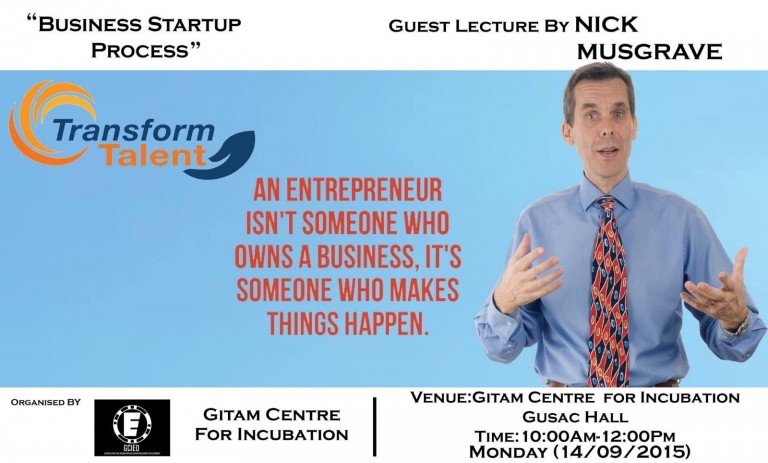 “Business Startup
Process”
Guest Lecture By NICK
MUSGRAVE
Transform
Talent
AN ENTREPRENEUR
ISN'T SOMEONE WHO
OWNS A BUSINESS, IT'S
SOMEONE WHO MAKES
THINGS HAPPEN.
Organised By
E
Gitam Centre
For Incubation
Venue:Gitam Centre for Incubation
Gusac Hall
Time:10:00Am-12:00Pm
Monday (14/09/2015)